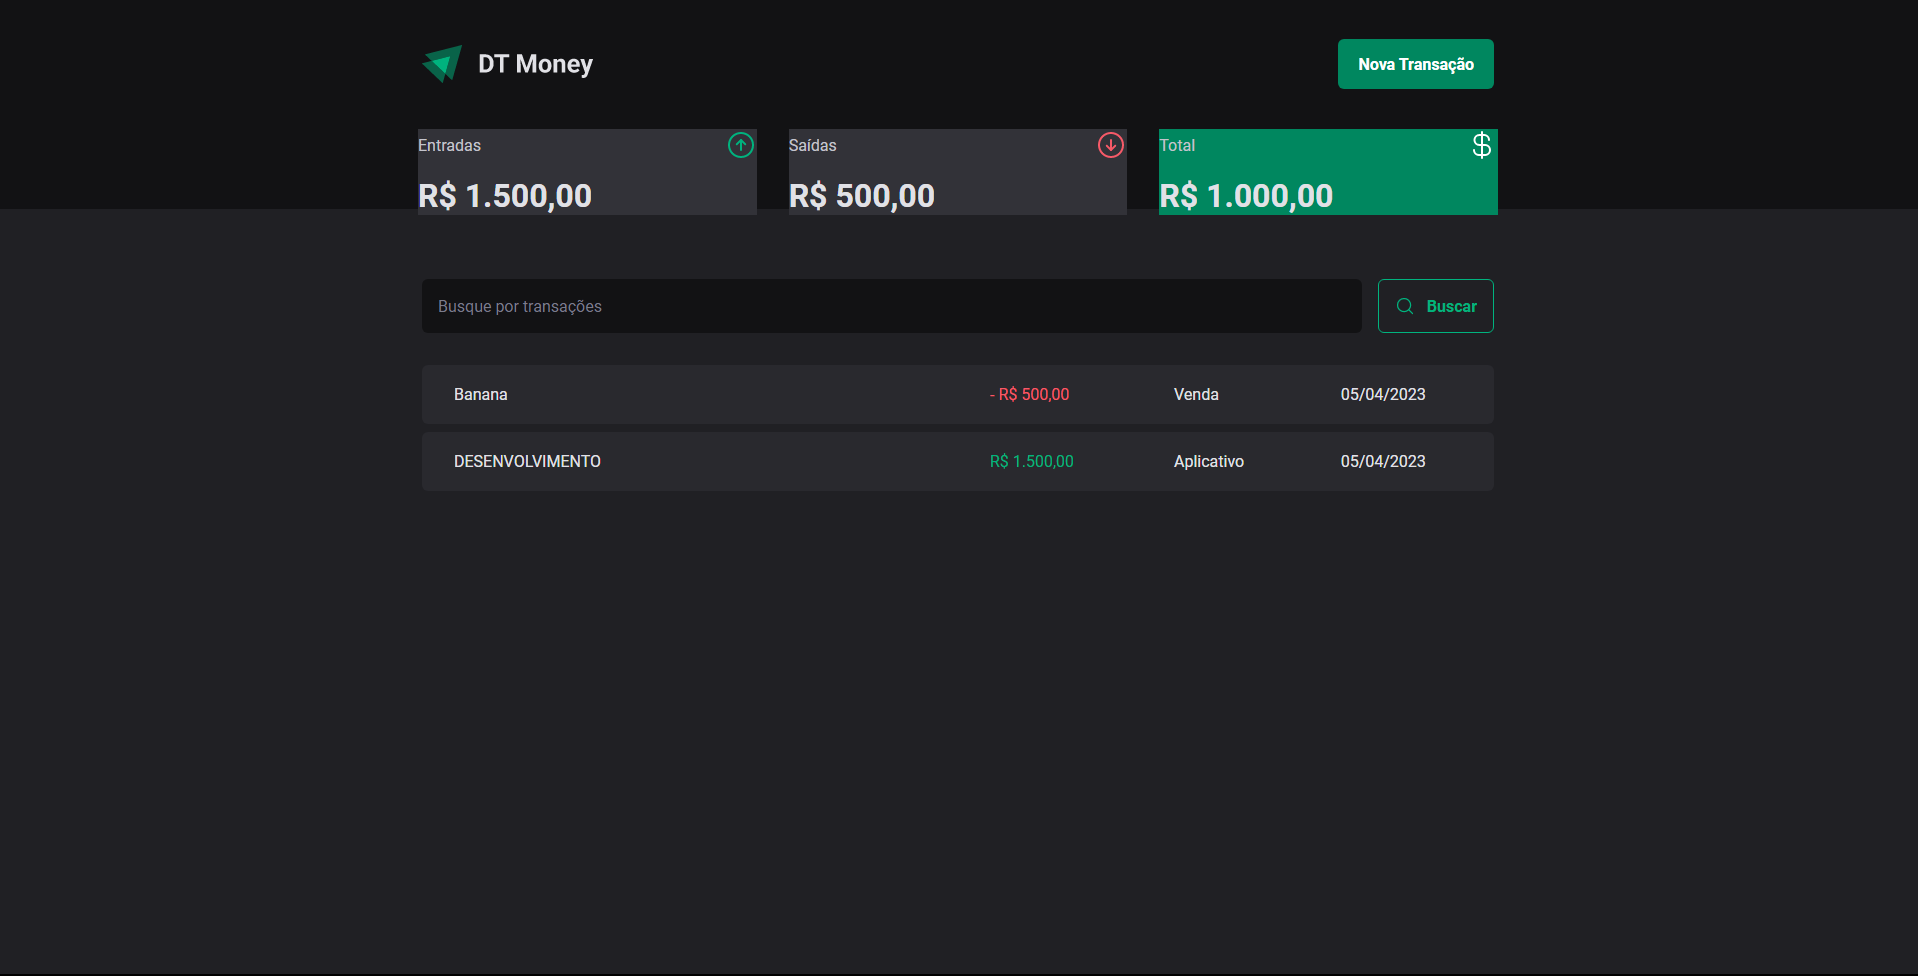 DT Money
Nova Transação
Entradas
R$ 1.500,00
Saídas
R$ 500,00
Total
$
R$ 1.000,00
Busque por transações
Buscar
Banana - R$ 500,00 Venda 05/04/2023
DESENVOLVIMENTO R$ 1.500,00 Aplicativo 05/04/2023